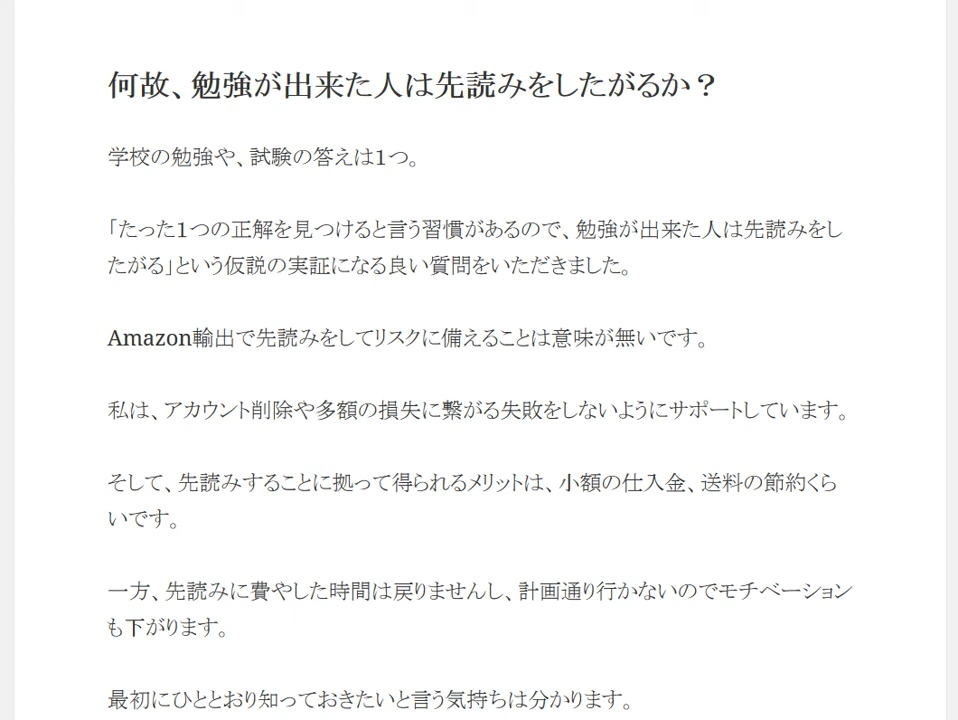 何故、勉強が出来た人は先読みをしたがるか？
学校の勉強や、試験の答えは1つ。
「たった1つの正解を見つけると言う習慣があるので、勉強が出来た人は先読みをし
たがる」という仮説の実証になる良い質問をいただきました。
Amazon輸出で先読みをしてリスクに備えることは意味が無いです。
私は、アカウント削除や多額の損失に繋がる失敗をしないようにサポートしています。
そして、先読みすることに拠って得られるメリットは、小額の仕入金、送料の節約くら
いです。
一方、先読みに費やした時間は戻りませんし、計画通り行かないのでモチベーション
も下がります。
最初にひととおり知っておきたいと言う気持ちは分かります。